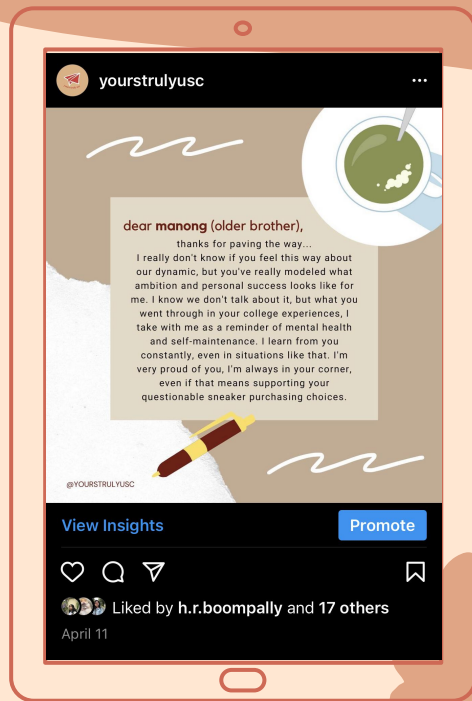 yourstrulyusc
dear manong (older brother),
thanks for paving the way...
I really don't know if you feel this way about
our dynamic, but you've really modeled what
ambition and personal success looks like for
me. I know we don't talk about it, but what you
went through in your college experiences, I
take with me as a reminder of mental health
and self-maintenance. I learn from you
constantly, even in situations like that. I'm
very proud of you, I'm always in your corner,
even if that means supporting your
questionable sneaker purchasing choices.
@YOURSTRULYUSC
View Insights
Promote
Liked by h.r.boompally and 17 others
April 11